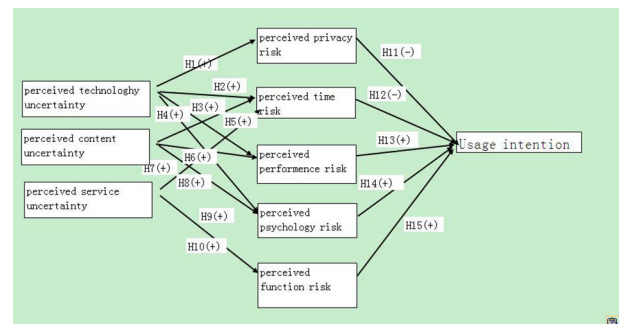 perceived privacy
risk
H11(-)
H1(+)
perceived technologhy
uncertainty
H2(+)
perceived time
risk
H12(-)
H3(+)
H4(+)
H5(+)
perceived content
uncertainty
H13(+)
Usage intention
H6(+)
perceived
performence risk
H7(+)
H8(+)
H14(+)
perceived service
uncertainty
H9(+)
perceived
psychology risk
H15(+)
H10(+)
perceived
function risk